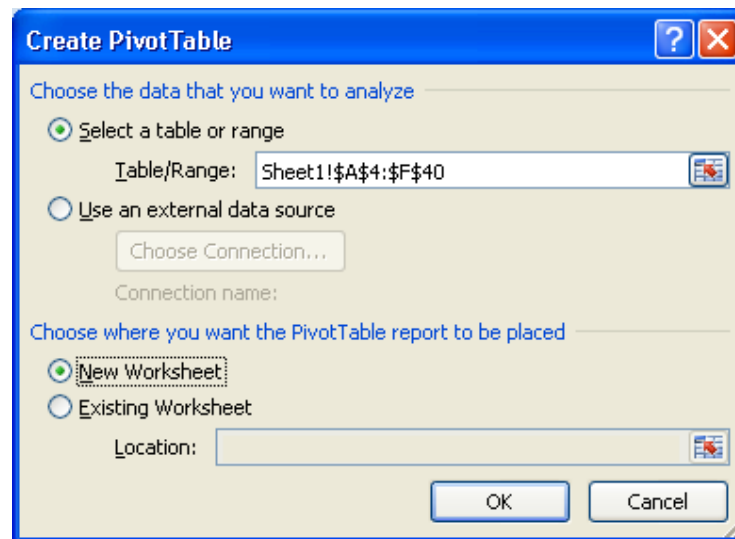 Create PivotTable
?
Choose the data that you want to analyze
Select a table or range
Table/Range: Sheet1!$A$4:$F$40
Use an external data source
Choose Connection...
Connection name:
Choose where you want the PivotTable report to be placed
New Worksheet
Existing Worksheet
Location:
OK Cancel